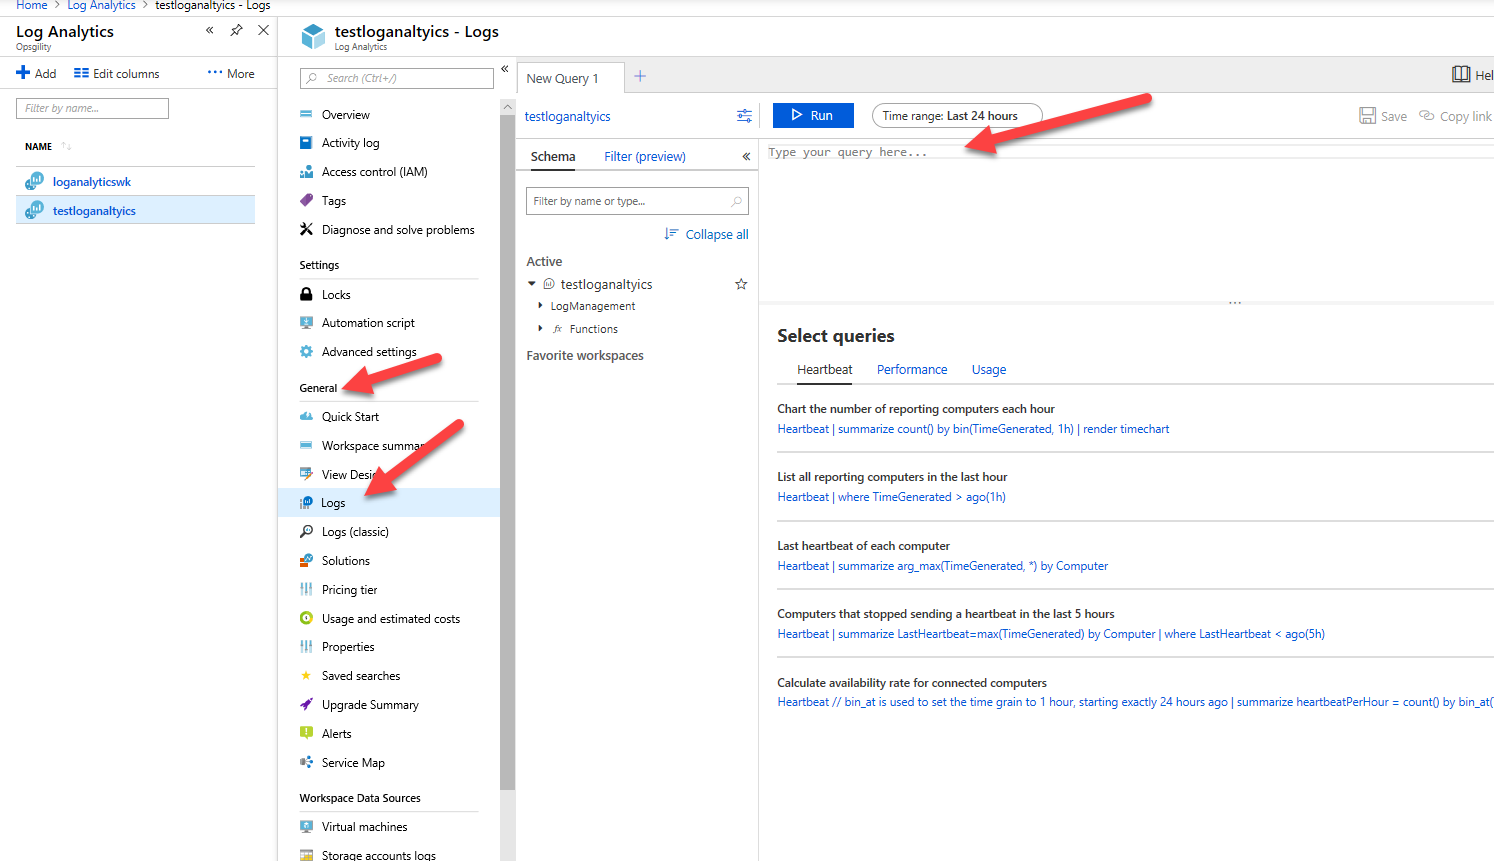 Home > Log Analytics > testloganaltyics - Logs
Log Analytics
Opsgility
Add
Edit columns
More
Filter by name...
NAME
loganalyticswk
testloganaltyics
testloganaltyics - Logs
Log Analytics
Search (Ctrl+/)
Overview
Activity log
Access control (IAM)
Tags
Diagnose and solve problems
Settings
Locks
Automation script
Advanced settings
General
Quick Start
Workspace summar
View Desi
Logs
Logs (classic)
Solutions
Pricing tier
Usage and estimated costs
Properties
Saved searches
Upgrade Summary
Alerts
Service Map
Workspace Data Sources
Virtual machines
Storage accounts logs
New Query 1
Hel
testloganaltyics
Run
Time range: Last 24 hours
Save
Copy link
Schema
Filter (preview)
Filter by name or type...
Collapse all
Active
testloganaltyics
LogManagement
fx Functions
Favorite workspaces
Type your query here...
Select queries
Heartbeat
Performance
Usage
Chart the number of reporting computers each hour
Heartbeat | summarize count() by bin(TimeGenerated, 1h) | render timechart
List all reporting computers in the last hour
Heartbeat | where TimeGenerated > ago(1h)
Last heartbeat of each computer
Heartbeat | summarize arg_max(TimeGenerated, *) by Computer
Computers that stopped sending a heartbeat in the last 5 hours
Heartbeat | summarize LastHeartbeat=max(TimeGenerated) by Computer | where LastHeartbeat < ago(5h)
Calculate availability rate for connected computers
Heartbeat // bin_at is used to set the time grain to 1 hour, starting exactly 24 hours ago | summarize heartbeatPerHour = count() by bin_at(